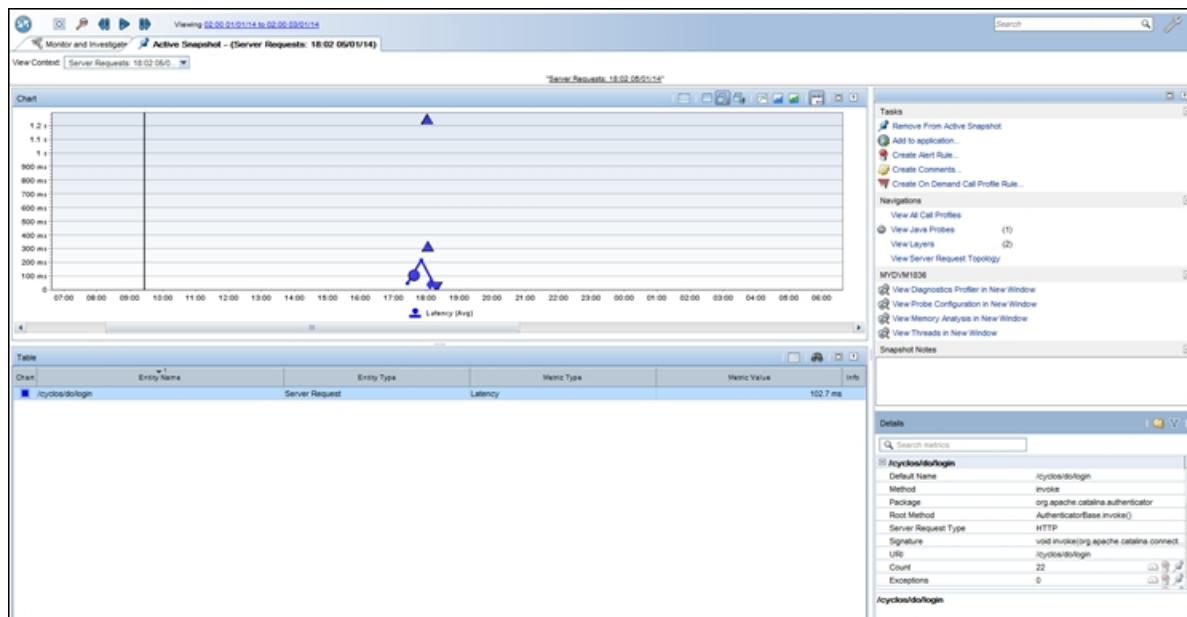 Viewing 02:00 01/01/14 to 02:00 03/01/14
Search
Monitor and Investigate
Active Snapshot - (Server Requests: 18:02 05/01/14)
View Context: Server Requests: 18:02 05/0...
"Server Requests: 18:02 05/01/14"
Chart
1.2 s
1.1 s
1 s
900 ms
800 ms
700 ms
600 ms
500 ms
400 ms
300 ms
200 ms
100 ms
0
07:00 08:00 09:00 10:00 11:00 12:00 13:00 14:00 15:00 16:00 17:00 18:00 19:00 20:00 21:00 22:00 23:00 00:00 01:00 02:00 03:00 04:00 05:00 06:00
Latency (Avg)
Table
Chart Entity Name Entity Type Metric Type Metric Value Info
/cyclos/do/login Server Request Latency 102.7 ms
Tasks
Remove From Active Snapshot
Add to application...
Create Alert Rule...
Create Comments...
Create On Demand Call Profile Rule...
Navigations
View All Call Profiles
View Java Probes (1)
View Layers (2)
View Server Request Topology
MYDVM1836
View Diagnostics Profiler in New Window
View Probe Configuration in New Window
View Memory Analysis in New Window
View Threads in New Window
Snapshot Notes
Details
Search metrics
/cyclos/do/login
Default Name /cyclos/do/login
Method invoke
Package org.apache.catalina.authenticator
Root Method AuthenticatorBase.invoke()
Server Request Type HTTP
Signature void invoke(org.apache.catalina.connect...
URI /cyclos/do/login
Count 22
Exceptions 0
/cyclos/do/login